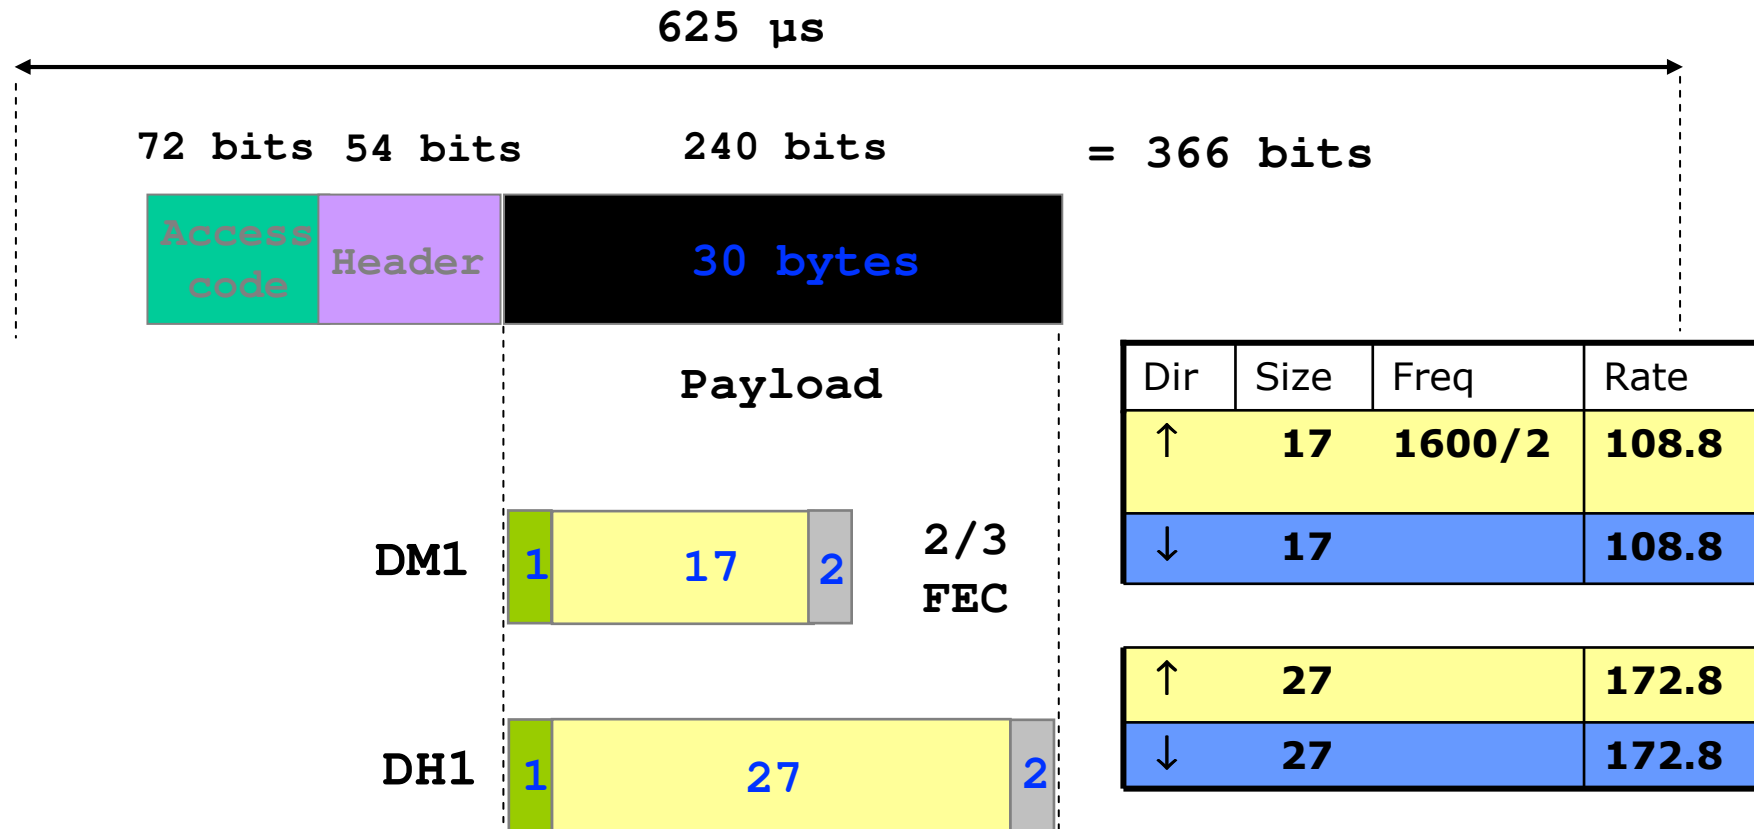 625 μs
72 bits 54 bits 240 bits = 366 bits
Access
code
Header
30 bytes
Payload
Dir Size Freq Rate
↑ 17 1600/2 108.8
↓ 17 108.8
DM1 1 17 2
2/3
FEC
↑ 27 172.8
↓ 27 172.8
DH1 1 27 2